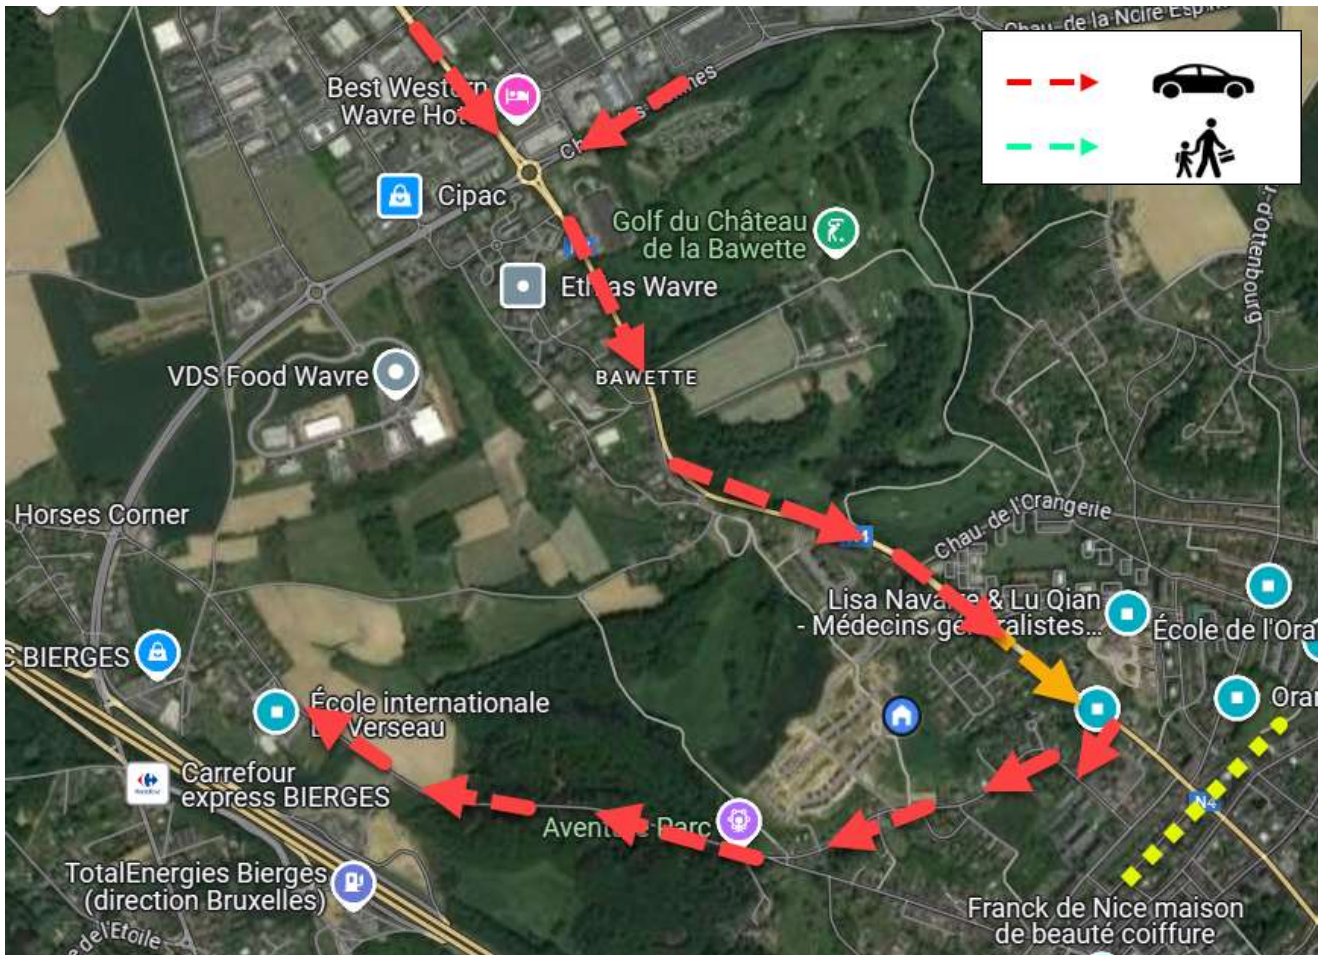 Chau. de la Noire Esp
Best Western
Wavre Hot
Cipac
Golf du Château
de la Bawette
J. d'Ottenbourg
Wavre
VDS Food Wavre
BAWETTE
Horses Corner
Chau. de l'Orangerie
Lisa Navarre & Lu Qian
- Médecins généralistes...
École de l'Ora
C BIERGES
Oran
École internationale
Verseau
Carrefour
express BIERGES
N4
Aventure Parc
TotalEnergies Bierges
(direction Bruxelles)
Franck de Nice maison
de beauté coiffure
e de l'Etoile